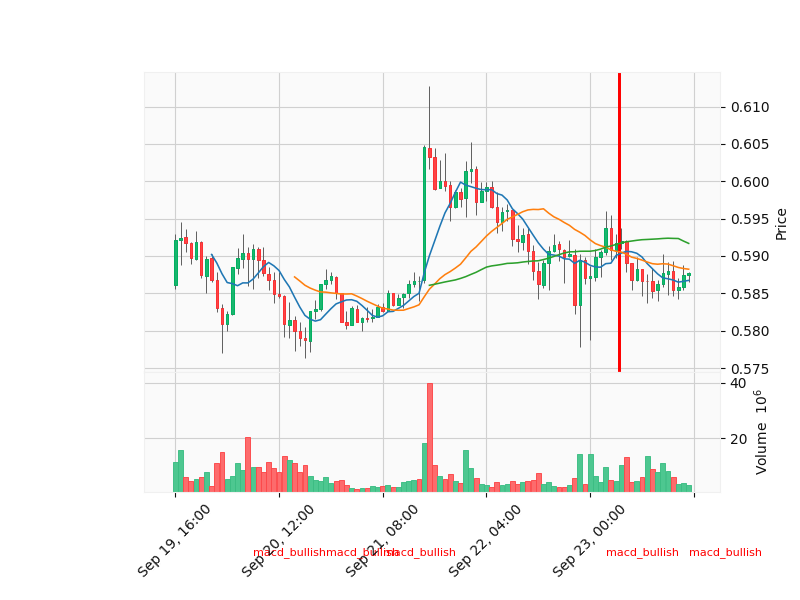 0.610
0.605
0.600
0.595
0.590
0.585
0.580
0.575
Price
40
20
Volume 10^6
Sep 19, 16:00
Sep 20, 12:00
Sep 21, 08:00
Sep 22, 04:00
Sep 23, 00:00
macd_bullish macd_bullish macd_bullish macd_bullish macd_bullish